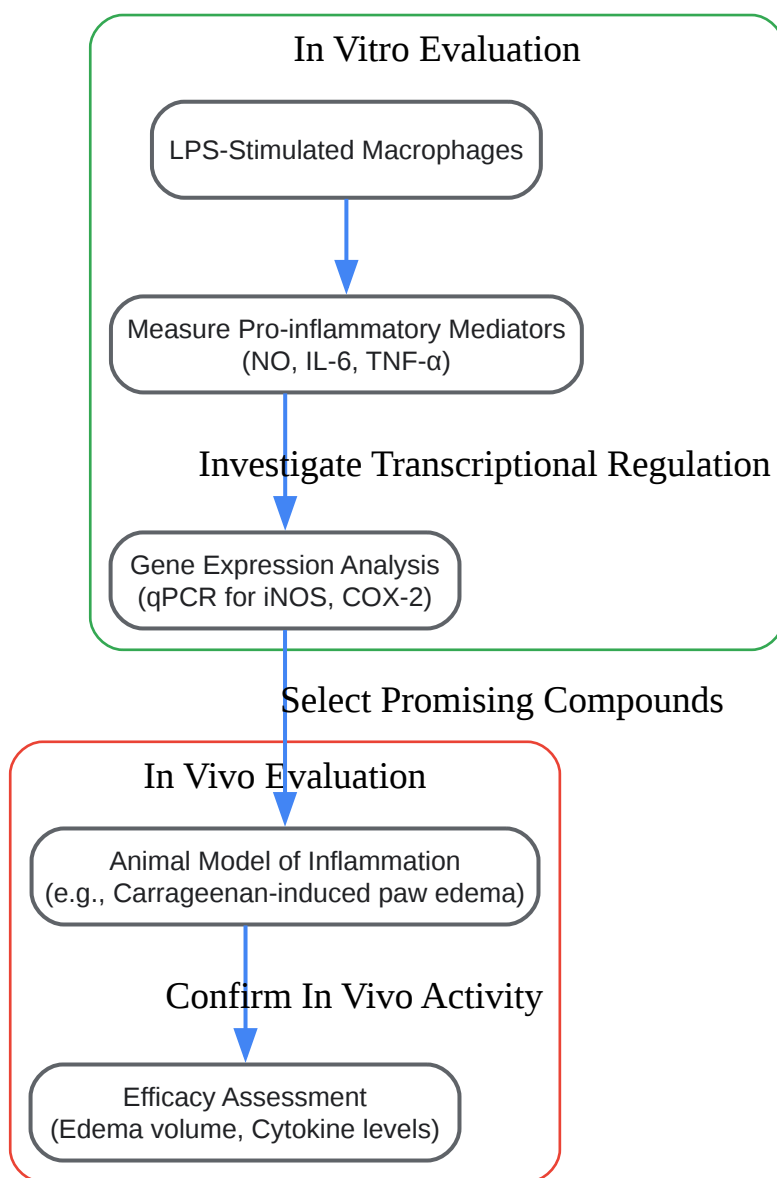 In Vitro Evaluation
LPS-Stimulated Macrophages
Measure Pro-inflammatory Mediators
(NO, IL-6, TNF-α)
Investigate Transcriptional Regulation
Gene Expression Analysis
(qPCR for iNOS, COX-2)
Select Promising Compounds
In Vivo Evaluation
Animal Model of Inflammation
(e.g., Carrageenan-induced paw edema)
Confirm In Vivo Activity
Efficacy Assessment
(Edema volume, Cytokine levels)